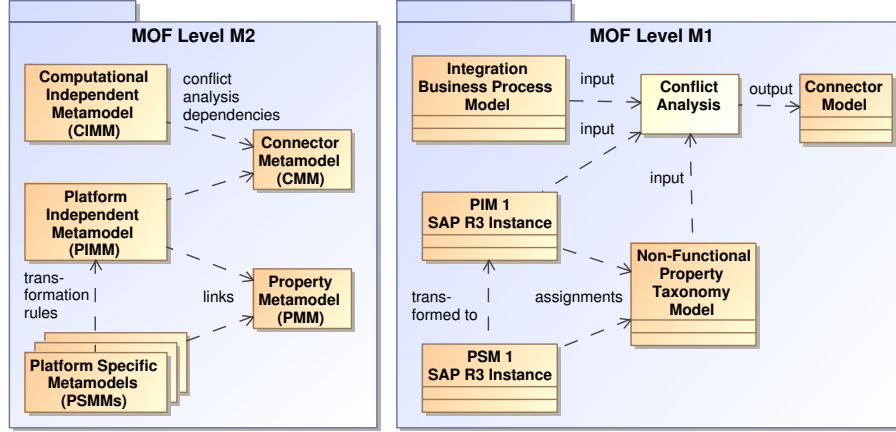 MOF Level M2
Computational
Independent
Metamodel
(CIMM)
conflict
analysis
dependencies
Connector
Metamodel
(CMM)
Platform
Independent
Metamodel
(PIMM)
trans-
formation
rules
links
Property
Metamodel
(PMM)
Platform Specific
Metamodels
(PSMMs)
MOF Level M1
Integration
Business Process
Model
input
Conflict
Analysis
output
Connector
Model
input
input
PIM 1
SAP R3 Instance
Non-Functional
Property
Taxonomy
Model
trans-
formed to
assignments
PSM 1
SAP R3 Instance